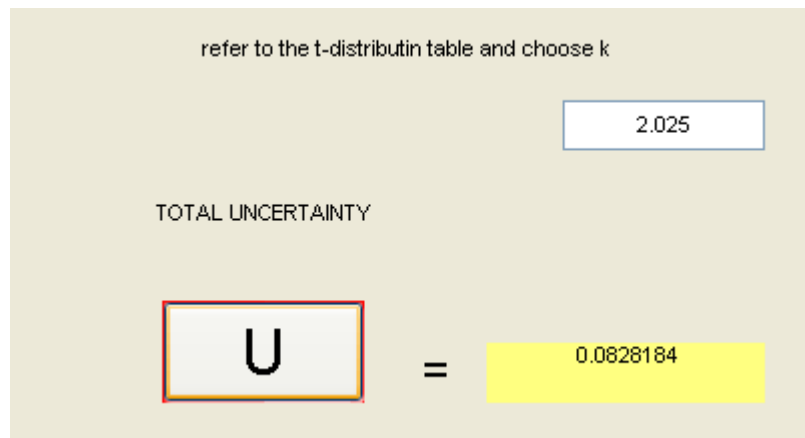 refer to the t-distributin table and choose k
2.025
TOTAL UNCERTAINTY
U = 0.0828184